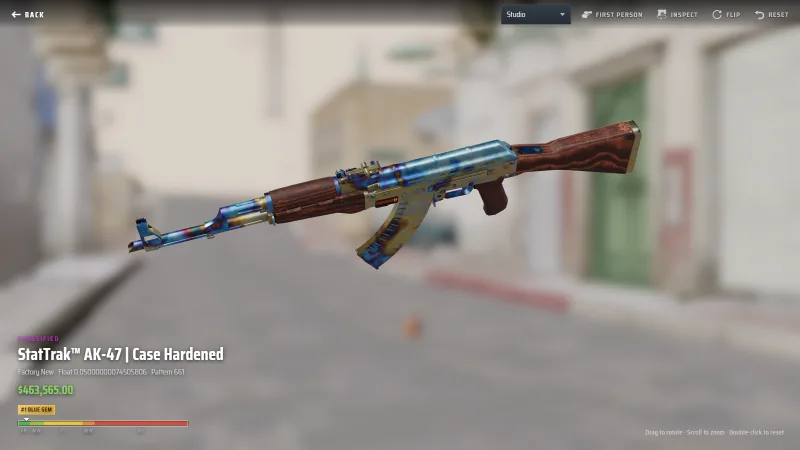 BACK
Studio
FIRST PERSON
INSPECT
FLIP
RESET
CLASSIFIED
StatTrak™ AK-47 | Case Hardened
Factory New · Float 0.05000000074505806 · Pattern 661
$463,565.00
#1 BLUE GEM
Drag to rotate · Scroll to zoom · Double-click to reset